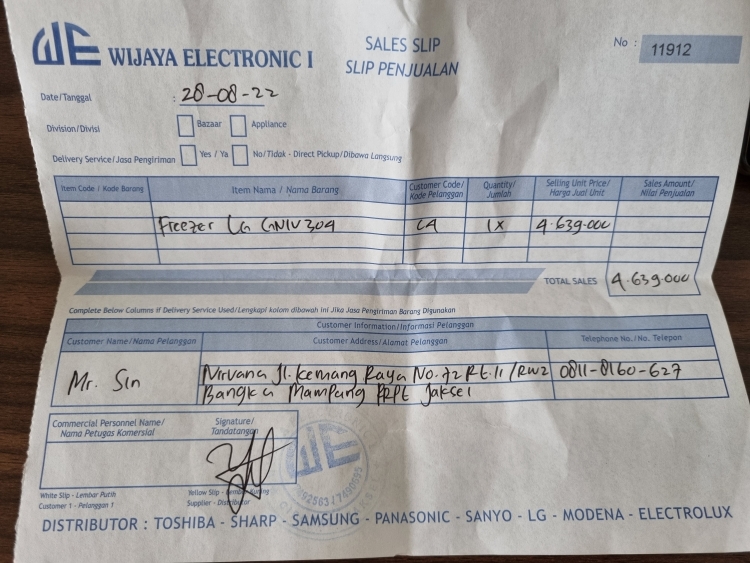 WE WIJAYA ELECTRONIC I
SALES SLIP
SLIP PENJUALAN
No : 11912
Date/Tanggal : 28-08-22
Division/Divisi Bazaar Appliance
Delivery Service/Jasa Pengiriman Yes / Ya No/Tidak - Direct Pickup/Dibawa Langsung
Item Code / Kode Barang Item Name / Nama Barang Customer Code/ Kode Pelanggan Quantity/ Jumlah Selling Unit Price/ Harga Jual Unit Sales Amount/ Nilai Penjualan
Freezer LG GNIV304 CA 1X 4.639.000
TOTAL SALES 4.639.000
Complete Below Columns If Delivery Service Used/Lengkapi kolom dibawah ini Jika Jasa Pengiriman Barang Digunakan
Customer Information/Informasi Pelanggan
Customer Name/Nama Pelanggan Customer Address/Alamat Pelanggan Telephone No./No. Telepon
Mr. Sin Nirvana Jl. Kemang Raya No. 72 Rt.11/RW2 0811-8160-627
Bangka Mampang PRPT Jaksel
Commercial Personnel Name/ Nama Petugas Komersial
Signature/ Tandatangan
White Slip - Lembar Putih
Customer 1 - Pelanggan 1
Yellow Slip - Lembar Kuning
Supplier - Distributor
DISTRIBUTOR : TOSHIBA - SHARP - SAMSUNG - PANASONIC - SANYO - LG - MODENA - ELECTROLUX